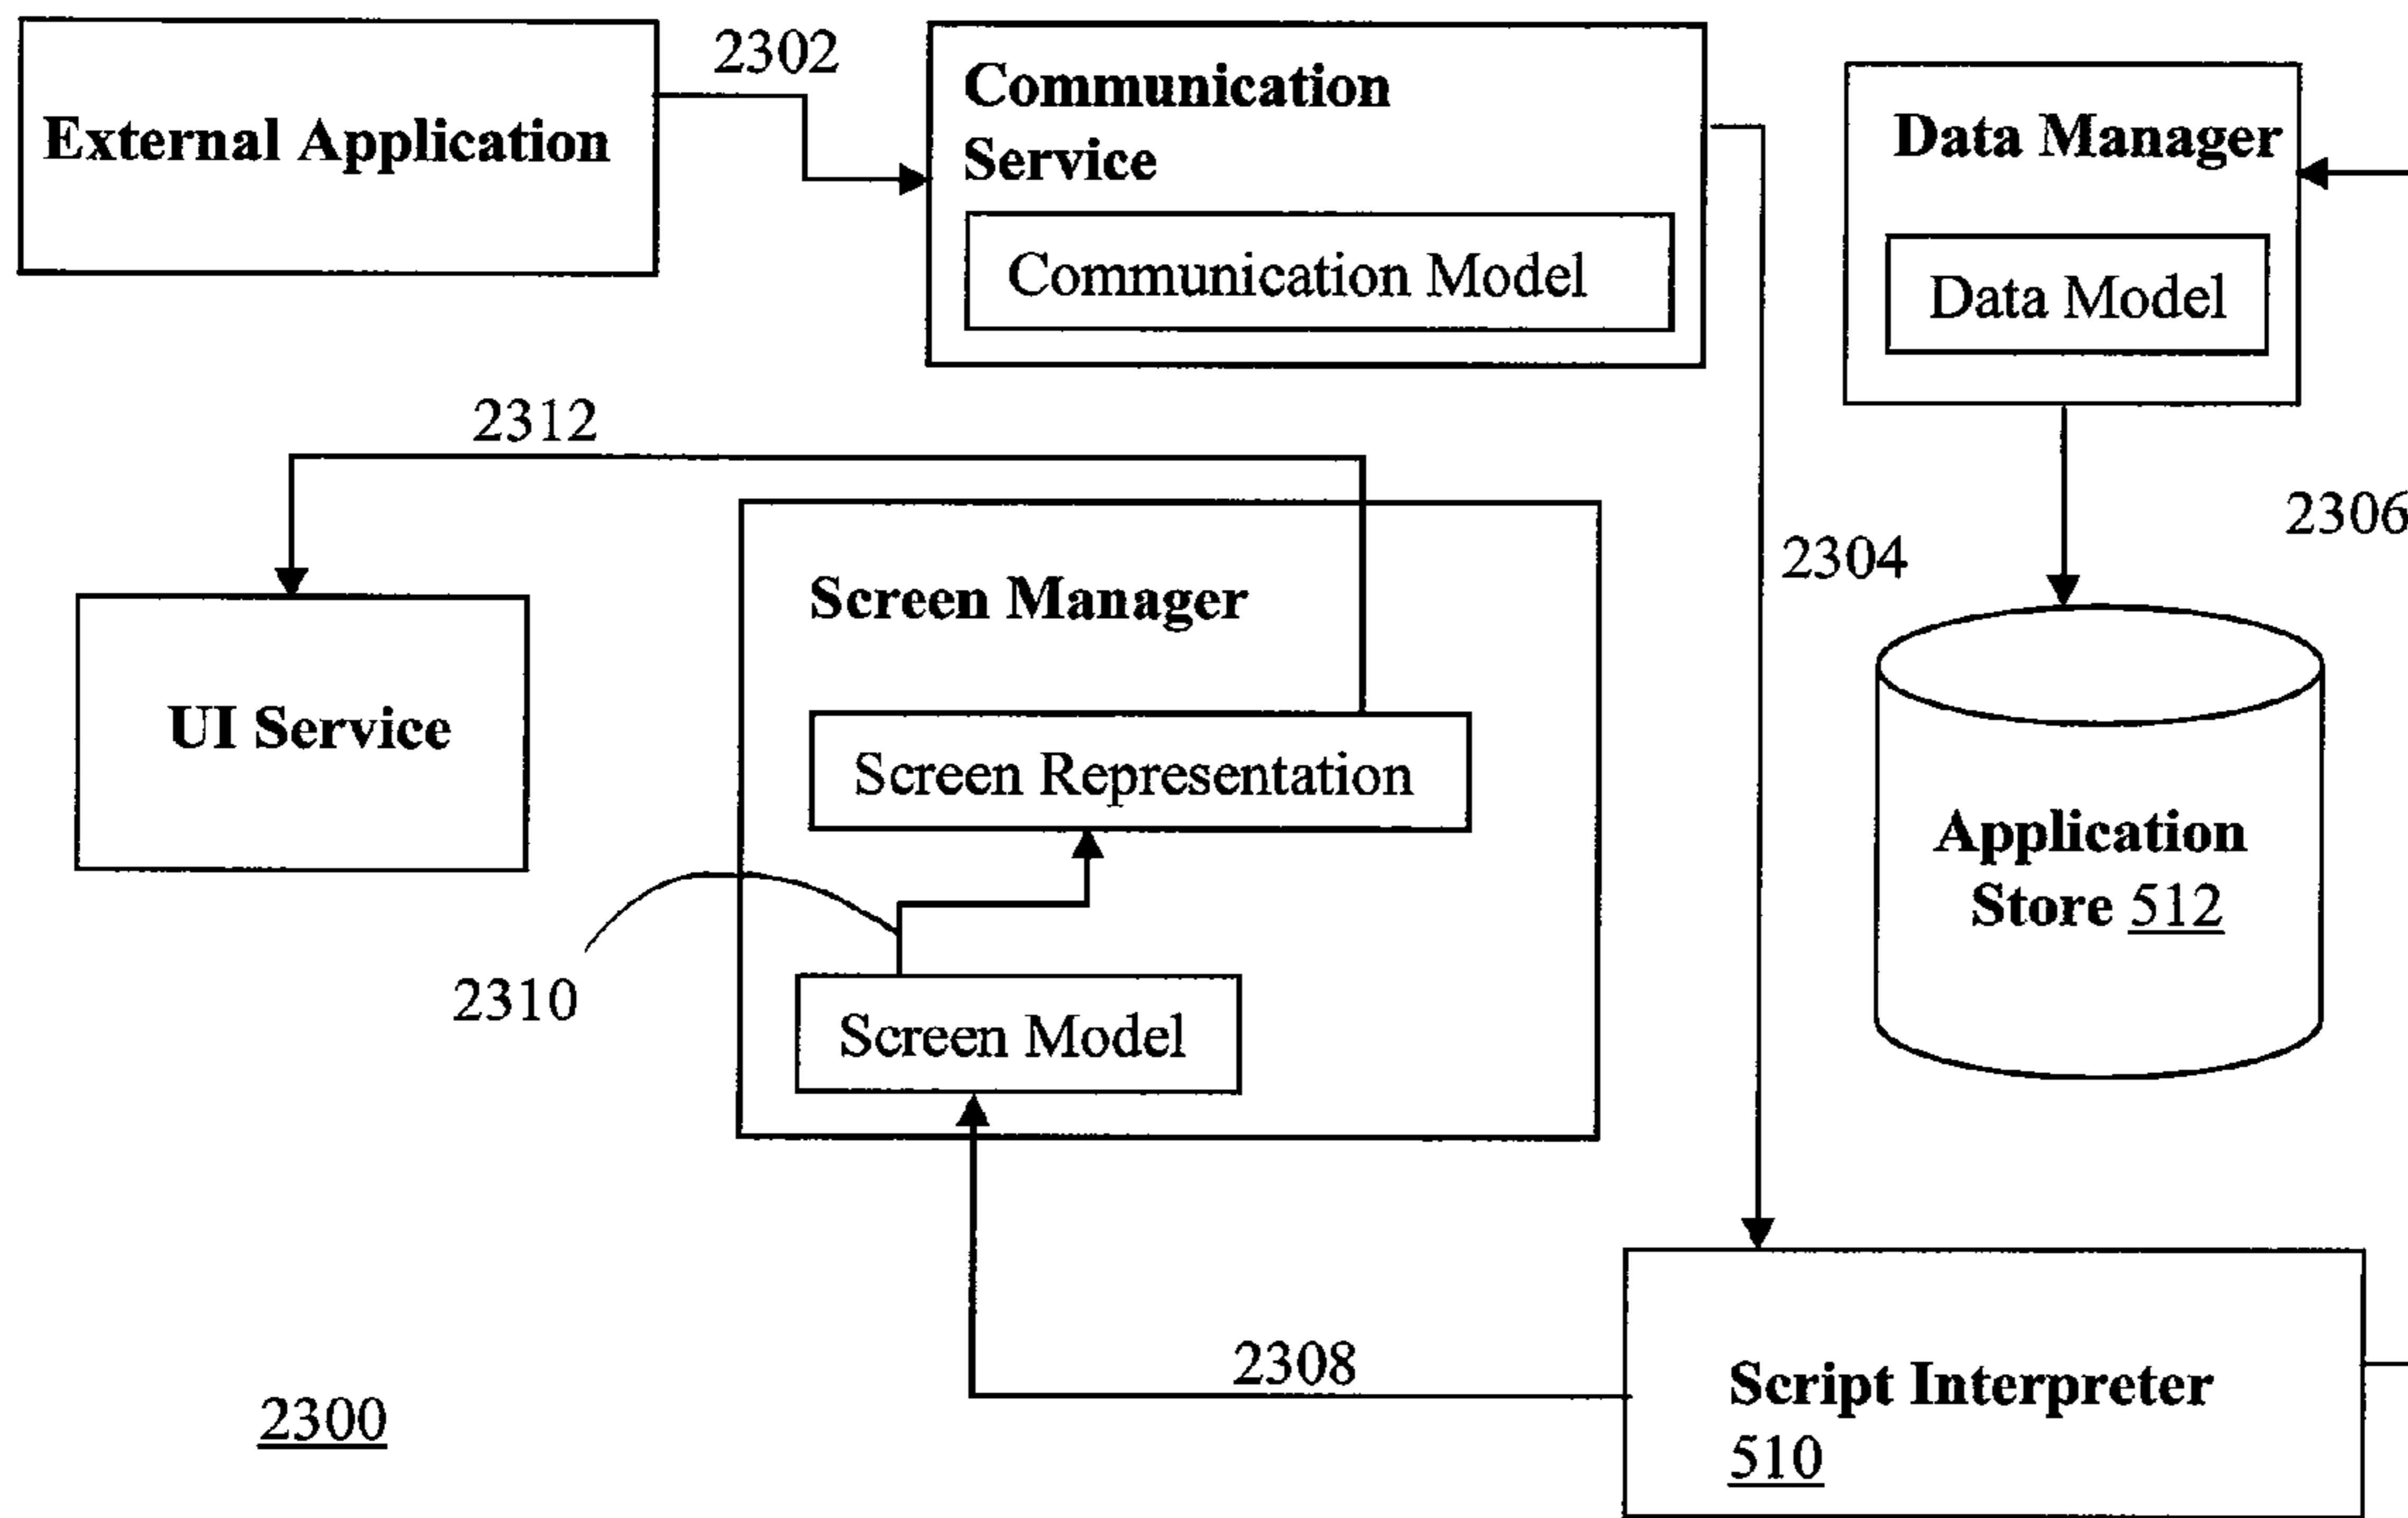 2302
External Application
Communication
Service
Communication Model
Data Manager
Data Model
2312
2306
2304
Screen Manager
UI Service
Screen Representation
Application
Store 512
2310
Screen Model
2308
Script Interpreter
510
2300